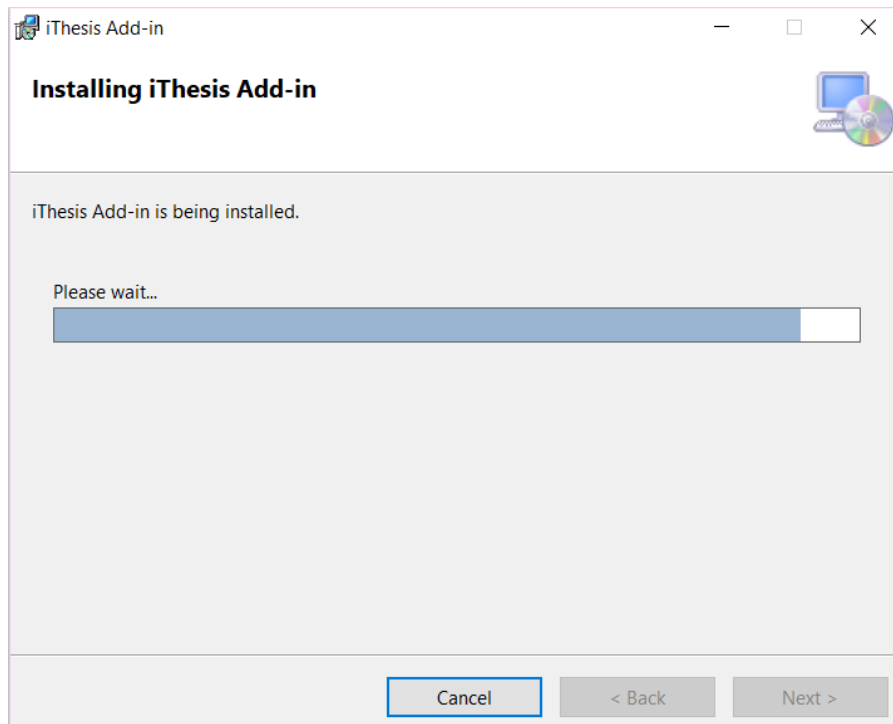 iThesis Add-in
Installing iThesis Add-in
iThesis Add-in is being installed.
Please wait...
Cancel
< Back
Next >